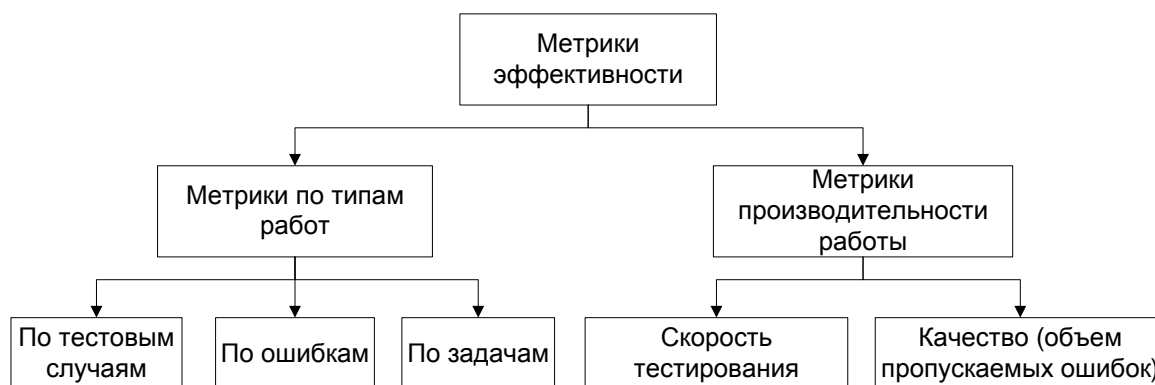 Метрики
эффективности
Метрики по типам
работ
Метрики
производительности
работы
По тестовым
случаям
По ошибкам
По задачам
Скорость
тестирования
Качество (объем
пропускаемых ошибок)